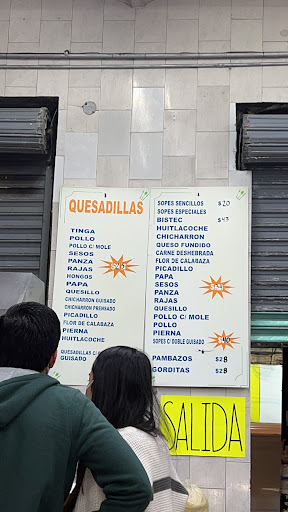 QUESADILLAS
TINGA
POLLO
POLLO C/ MOLE
SESOS
PANZA
RAJAS
HONGOS
PAPA
QUESILLO
CHICHARRON GUISADO
CHICHARRON PRENSADO
PICADILLO
FLOR DE CALABAZA
PIERNA
HUITLACOCHE
QUESADILLAS C/
GUISADO
SOPES SENCILLOS $20
SOPES ESPECIALES
BISTEC $43
HUITLACOCHE
CHICHARRON
QUESO FUNDIDO
CARNE DESHEBRADA
FLOR DE CALABAZA
PICADILLO
PAPA
SESOS
PANZA
RAJAS
QUESILLO
POLLO C/ MOLE
POLLO
PIERNA
SOPES C/ DOBLE GUISADO
PAMBAZOS $28
GORDITAS $28
SALIDA